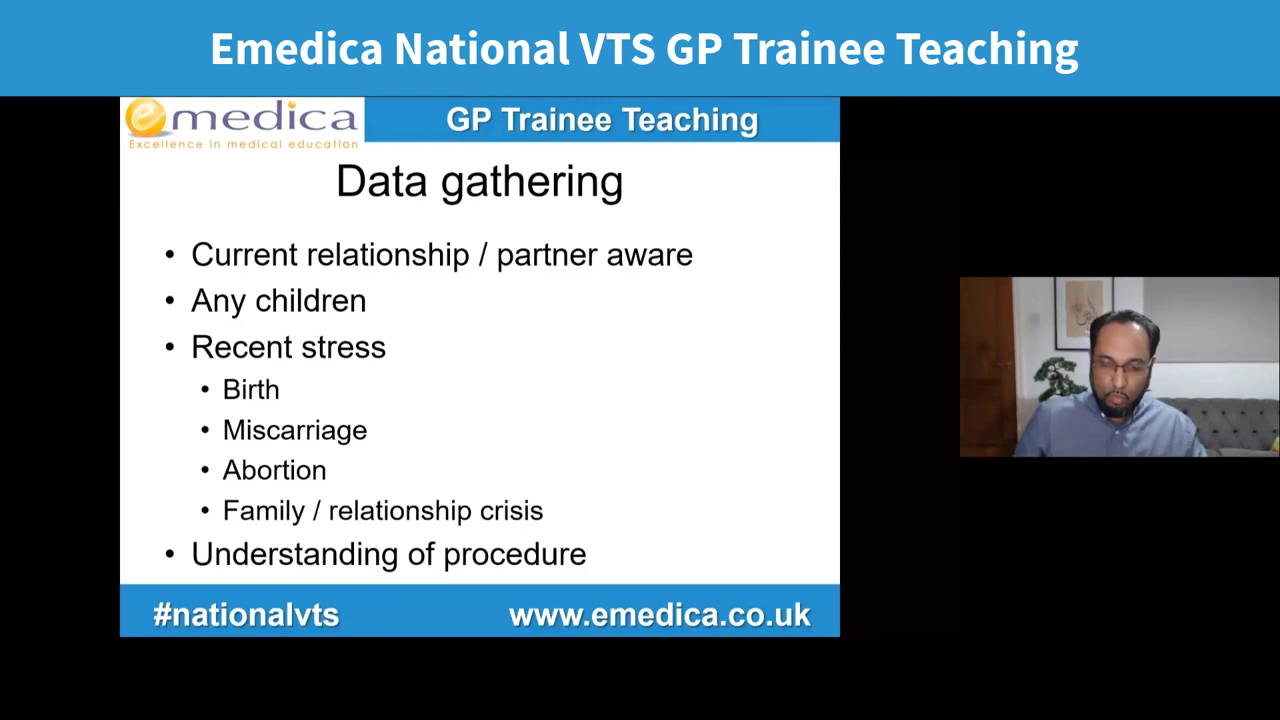 Emedica National VTS GP Trainee Teaching
emedica
Excellence in medical education
GP Trainee Teaching
Data gathering
• Current relationship / partner aware
• Any children
• Recent stress
• Birth
• Miscarriage
• Abortion
• Family / relationship crisis
• Understanding of procedure
#nationalvts
www.emedica.co.uk